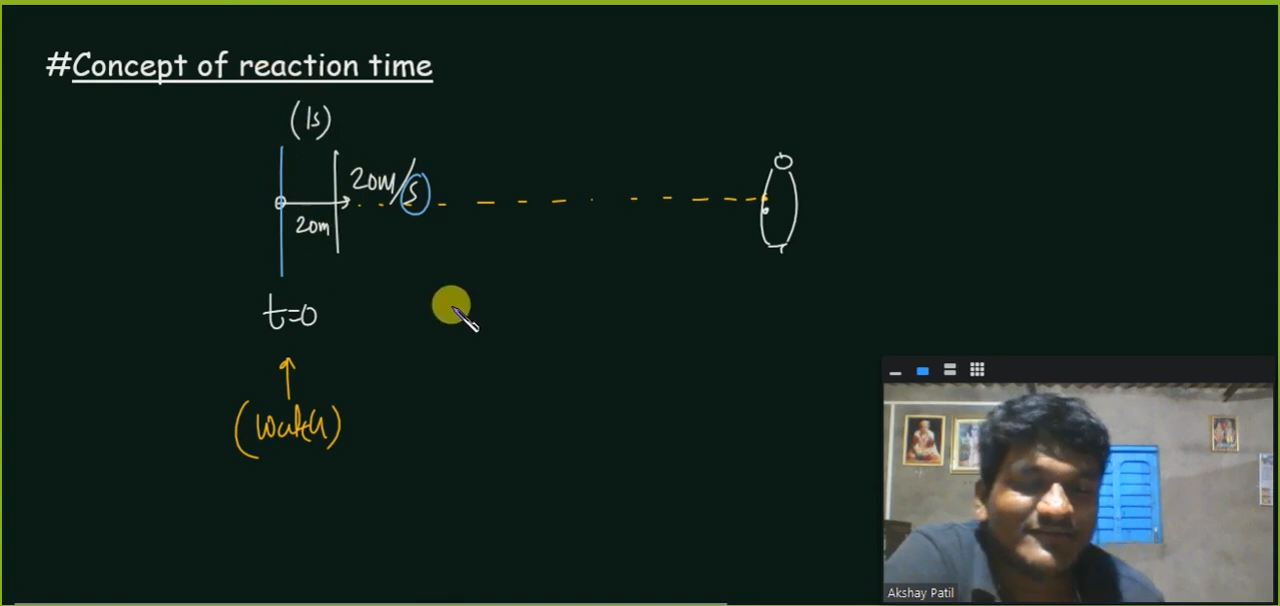 #Concept of reaction time
(1s)
20m/s
20m
t=0
(watch)
Akshay Patil